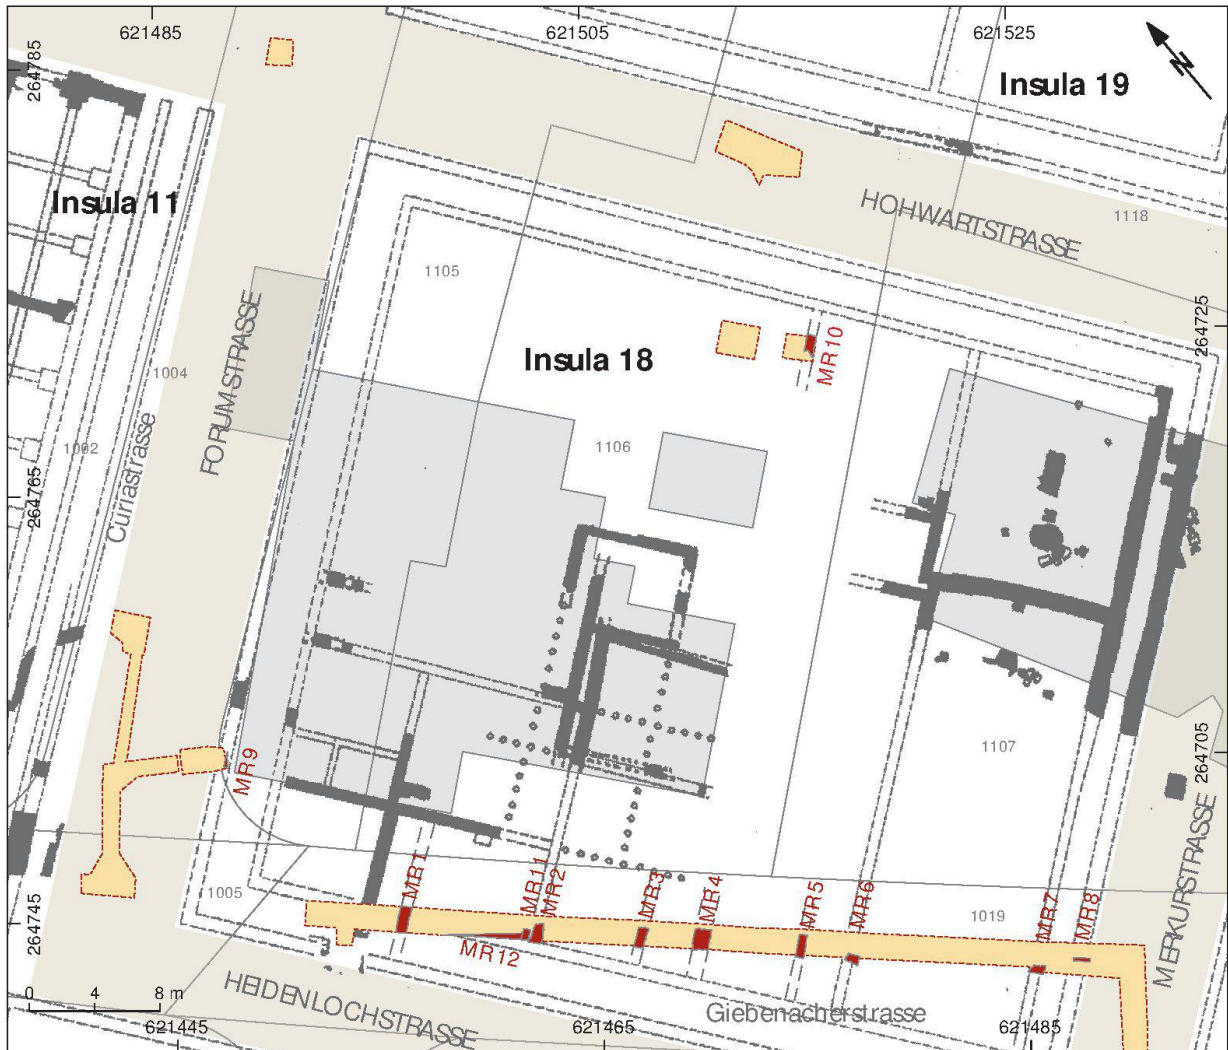 621485
621505
621525
N
264785
Insula 19
Insula 11
HOHWARTSTRASSE
1118
1105
FORUMSTRASSE
264725
MR10
Insula 18
1004
1106
1002
Curiastrasse
264765
264705
1107
MR9
MERKURSTRASSE
MR1
MR11
MR2
MR3
MR4
MR5
MR6
MR7
MR8
1005
1019
264745
MR12
0 4 8 m
HEIDENLOCHSTRASSE
Giebenacherstrasse
621445
621465
621485